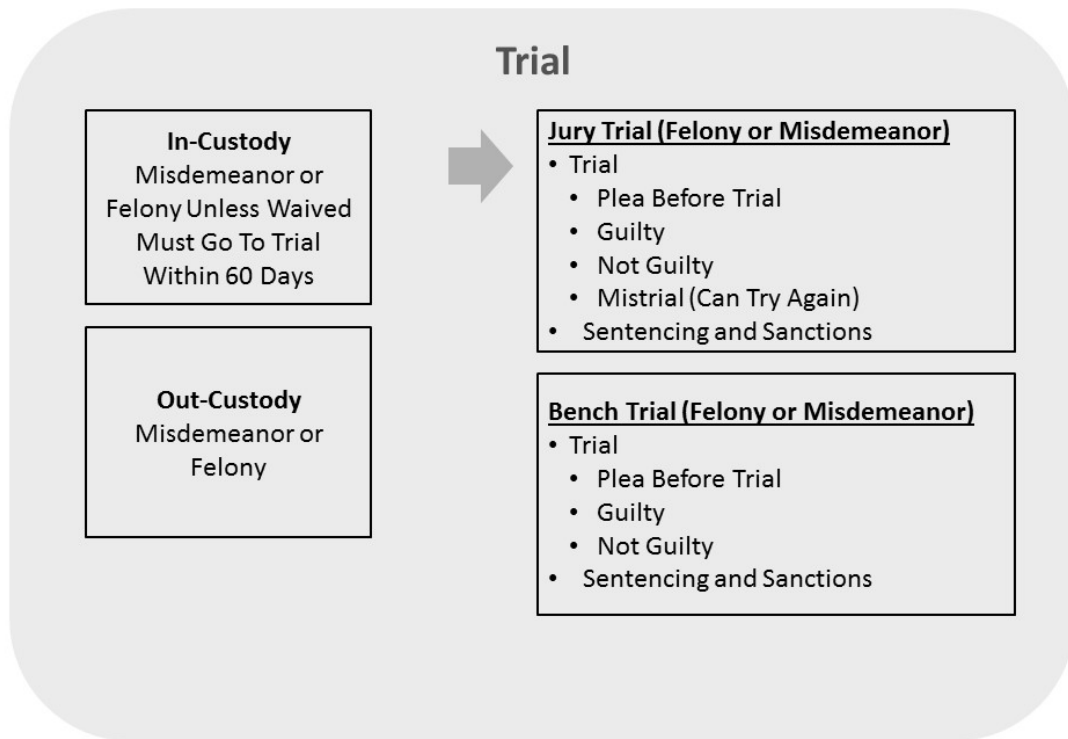 Trial
In-Custody
Misdemeanor or
Felony Unless Waived
Must Go To Trial
Within 60 Days
Out-Custody
Misdemeanor or
Felony
Jury Trial (Felony or Misdemeanor)
• Trial
• Plea Before Trial
• Guilty
• Not Guilty
• Mistrial (Can Try Again)
• Sentencing and Sanctions
Bench Trial (Felony or Misdemeanor)
• Trial
• Plea Before Trial
• Guilty
• Not Guilty
• Sentencing and Sanctions